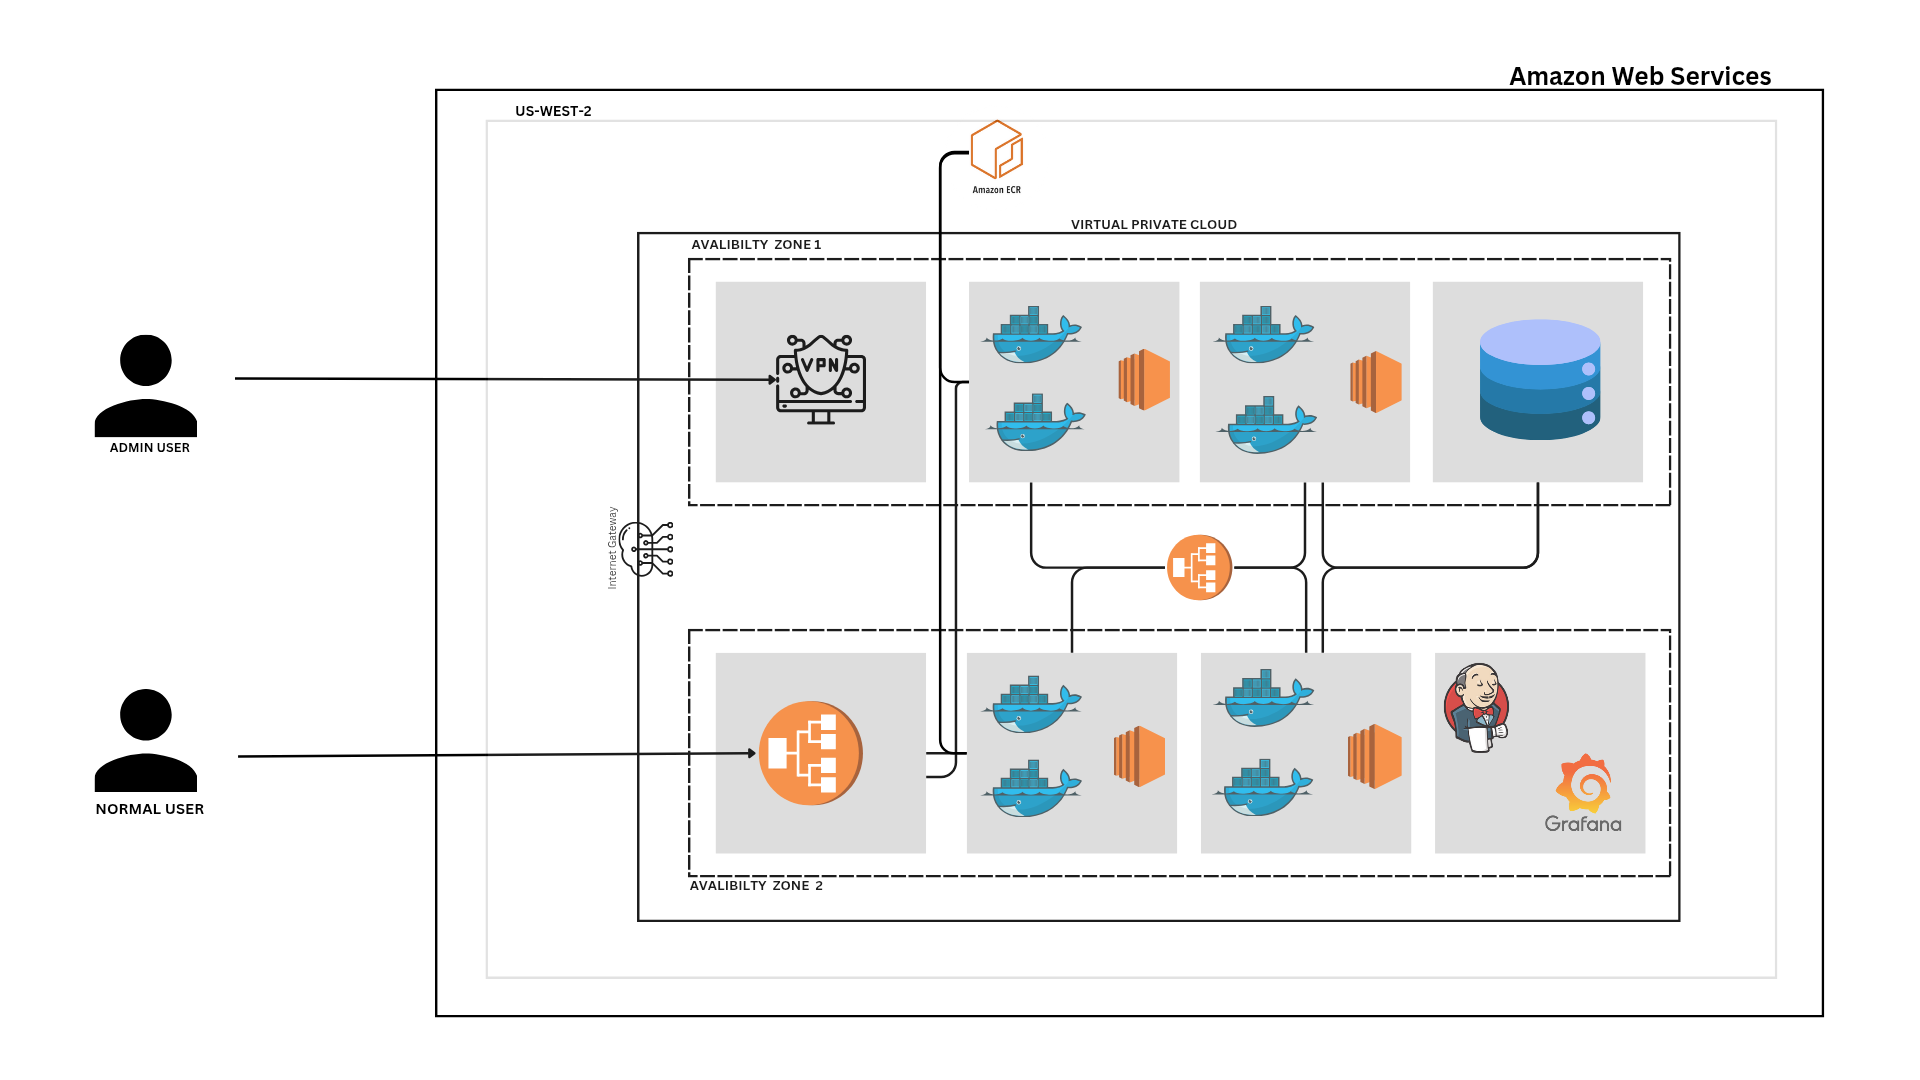 Amazon Web Services
US-WEST-2
Amazon ECR
VIRTUAL PRIVATE CLOUD
AVALIBILTY ZONE 1
VPN
ADMIN USER
Internet Gateway
NORMAL USER
Grafana
AVALIBILTY ZONE 2